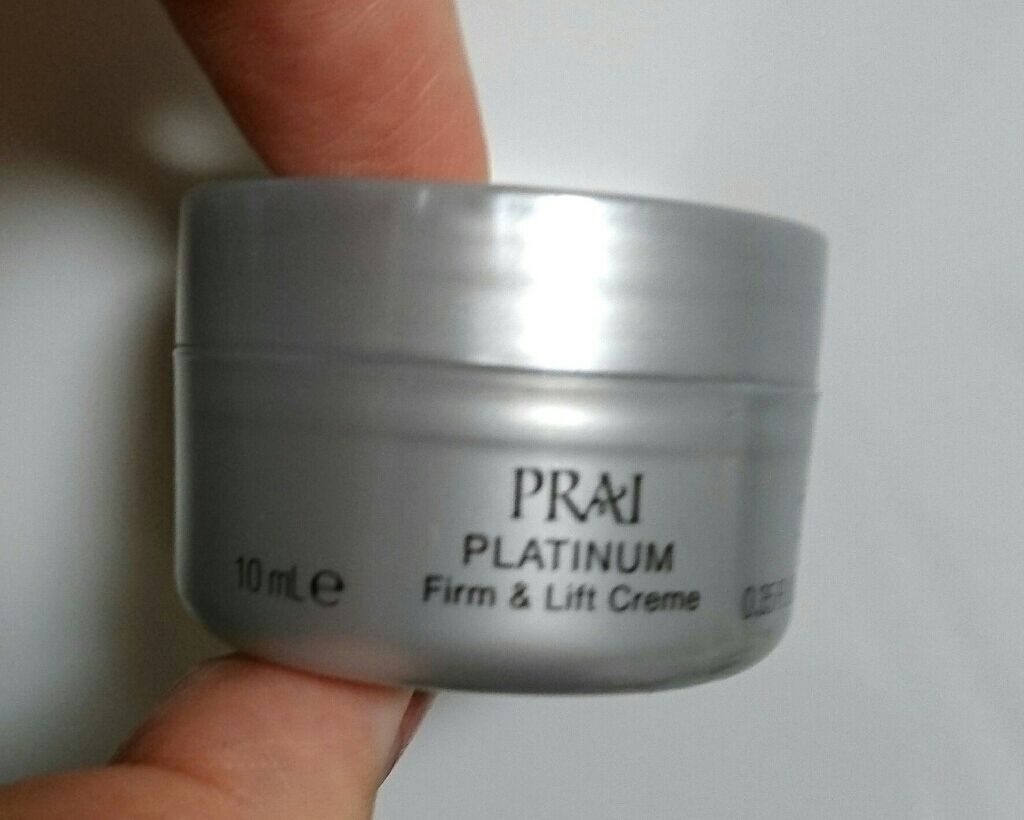 PRAI
PLATINUM
Firm & Lift Creme
10 mL e